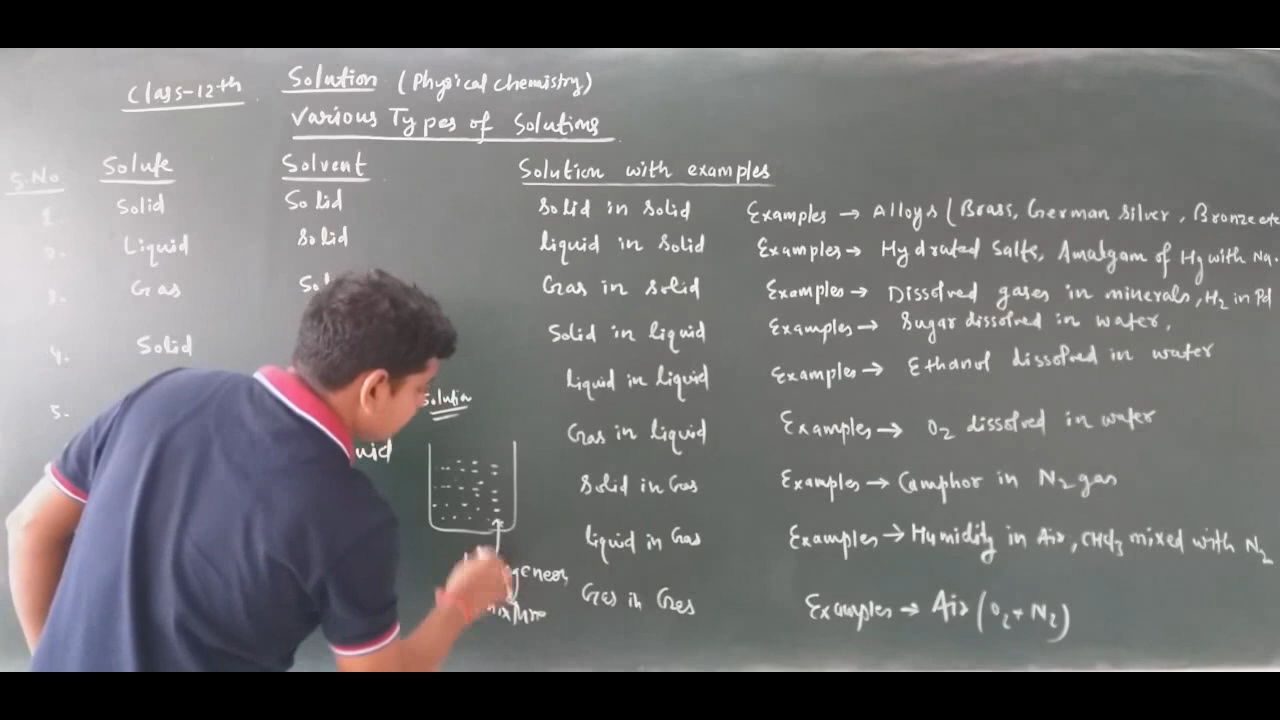 Class-12th Solution (Physical chemistry)
Various Types of Solutions
S.No Solute Solvent Solution with examples
1. Solid Solid Solid in Solid Examples → Alloys (Brass, German silver, Bronze etc
2. Liquid Solid liquid in Solid Examples → Hydrated salts, Amalgam of Hg with Na.
3. Gas Gas in solid Examples → Dissolved gases in minerals, H2 in Pd
4. Solid Solid in liquid Examples → Sugar dissolved in water.
5. liquid in liquid Examples → Ethanol dissolved in water
Solution
Gas in liquid Examples → O2 dissolved in water
Solid in Gas Examples → Camphor in N2 gas
liquid in Gas Examples → Humidity in Air, CHCl3 mixed with N2
Gas in Gas Examples → Air (O2 + N2)